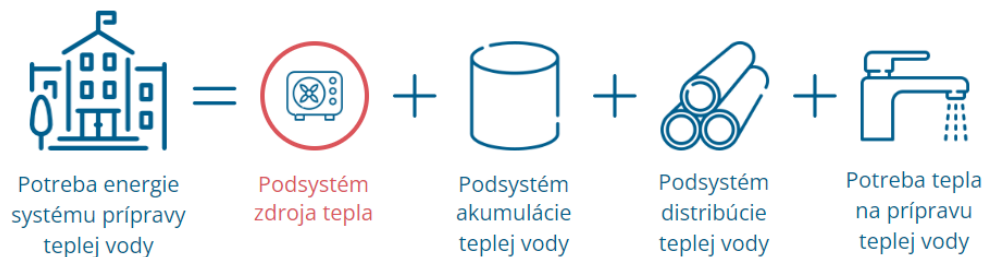 Potreba energie
systému prípravy
teplej vody
Podsystém
zdroja tepla
Podsystém
akumulácie
teplej vody
Podsystém
distribúcie
teplej vody
Potreba tepla
na prípravu
teplej vody